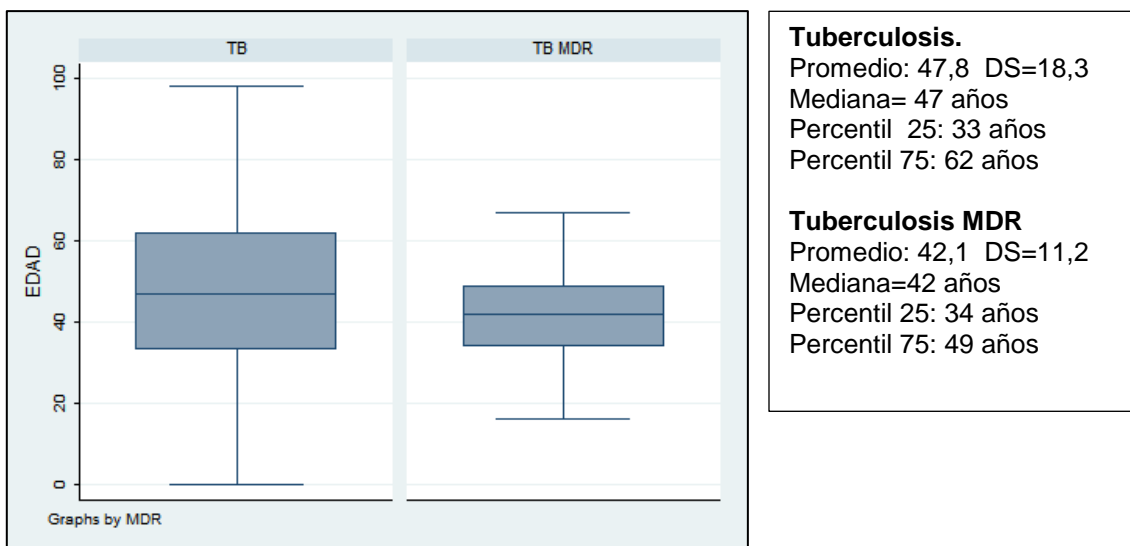 TB
TB MDR
100
80
60
40
20
0
EDAD
Graphs by MDR
Tuberculosis.
Promedio: 47,8 DS=18,3
Mediana= 47 años
Percentil 25: 33 años
Percentil 75: 62 años
Tuberculosis MDR
Promedio: 42,1 DS=11,2
Mediana=42 años
Percentil 25: 34 años
Percentil 75: 49 años